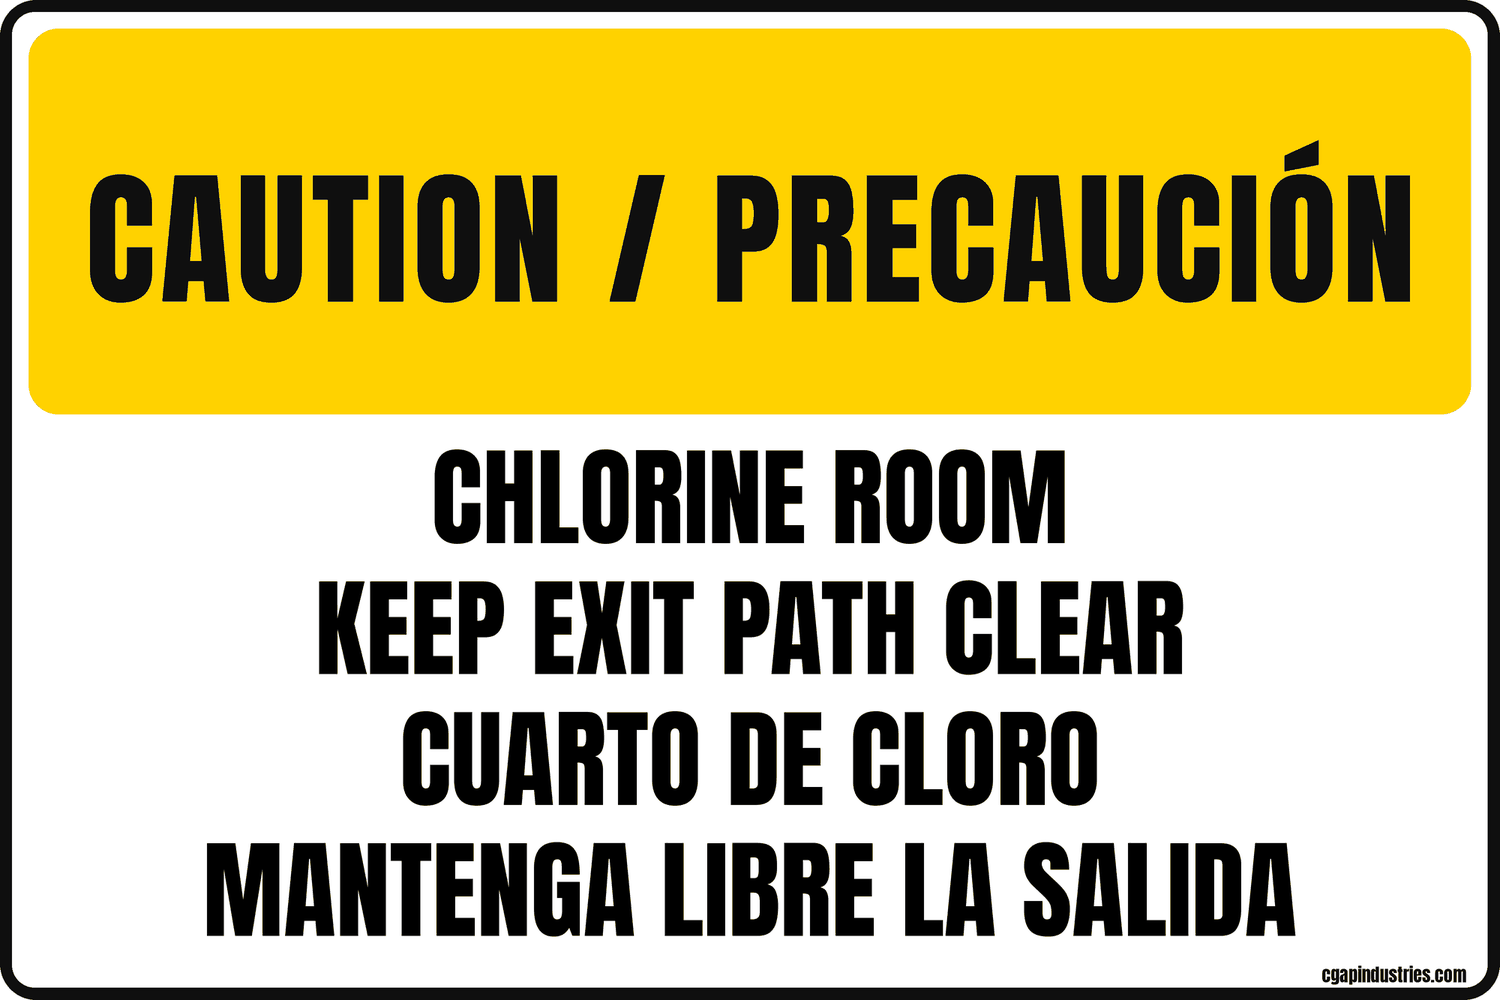 CAUTION / PRECAUCIÓN
CHLORINE ROOM
KEEP EXIT PATH CLEAR
CUARTO DE CLORO
MANTENGA LIBRE LA SALIDA
cgapindustries.com